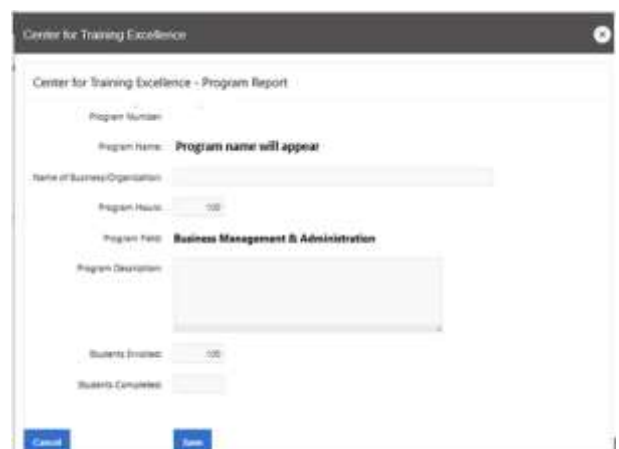 Center for Training Excellence
Center for Training Excellence - Program Report
Program Number:
Program Name: Program name will appear
Name of Business/Organization:
Program Hours: 100
Program Field: Business Management & Administration
Program Description:
Students Enrolled: 100
Students Completed:
Cancel Save